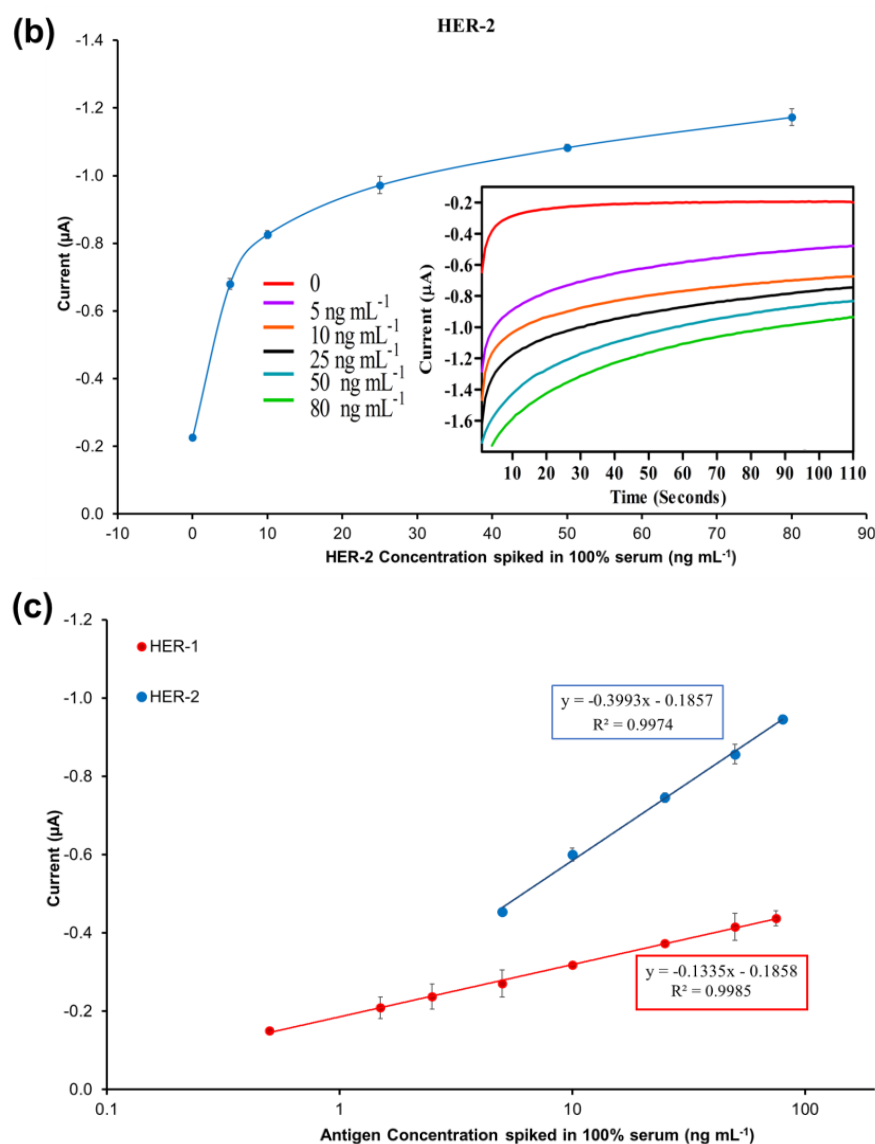 (b)
HER-2
-1.4
-1.2
-1.0
-0.8
-0.6
-0.4
-0.2
0.0
Current (µA)
-10 0 10 20 30 40 50 60 70 80 90
HER-2 Concentration spiked in 100% serum (ng mL⁻¹)
0
5 ng mL⁻¹
10 ng mL⁻¹
25 ng mL⁻¹
50 ng mL⁻¹
80 ng mL⁻¹
-0.2
-0.4
-0.6
-0.8
-1.0
-1.2
-1.4
-1.6
Current (µA)
10 20 30 40 50 60 70 80 90 100 110
Time (Seconds)
(c)
-1.2
-1.0
-0.8
-0.6
-0.4
-0.2
0.0
Current (µA)
HER-1
HER-2
y = -0.3993x - 0.1857
R² = 0.9974
y = -0.1335x - 0.1858
R² = 0.9985
0.1 1 10 100
Antigen Concentration spiked in 100% serum (ng mL⁻¹)